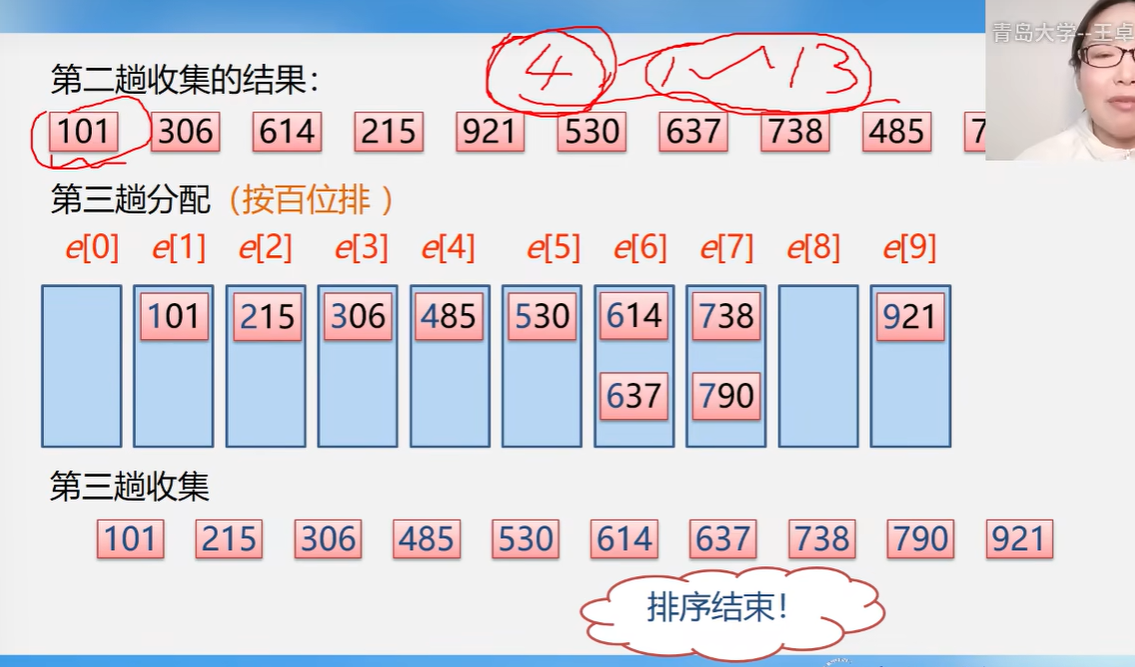 青岛大学--王卓
4 1~13
第二趟收集的结果：
101 306 614 215 921 530 637 738 485 7
第三趟分配（按百位排 ）
e[0] e[1] e[2] e[3] e[4] e[5] e[6] e[7] e[8] e[9]
101 215 306 485 530 614 738 921
637 790
第三趟收集
101 215 306 485 530 614 637 738 790 921
排序结束！